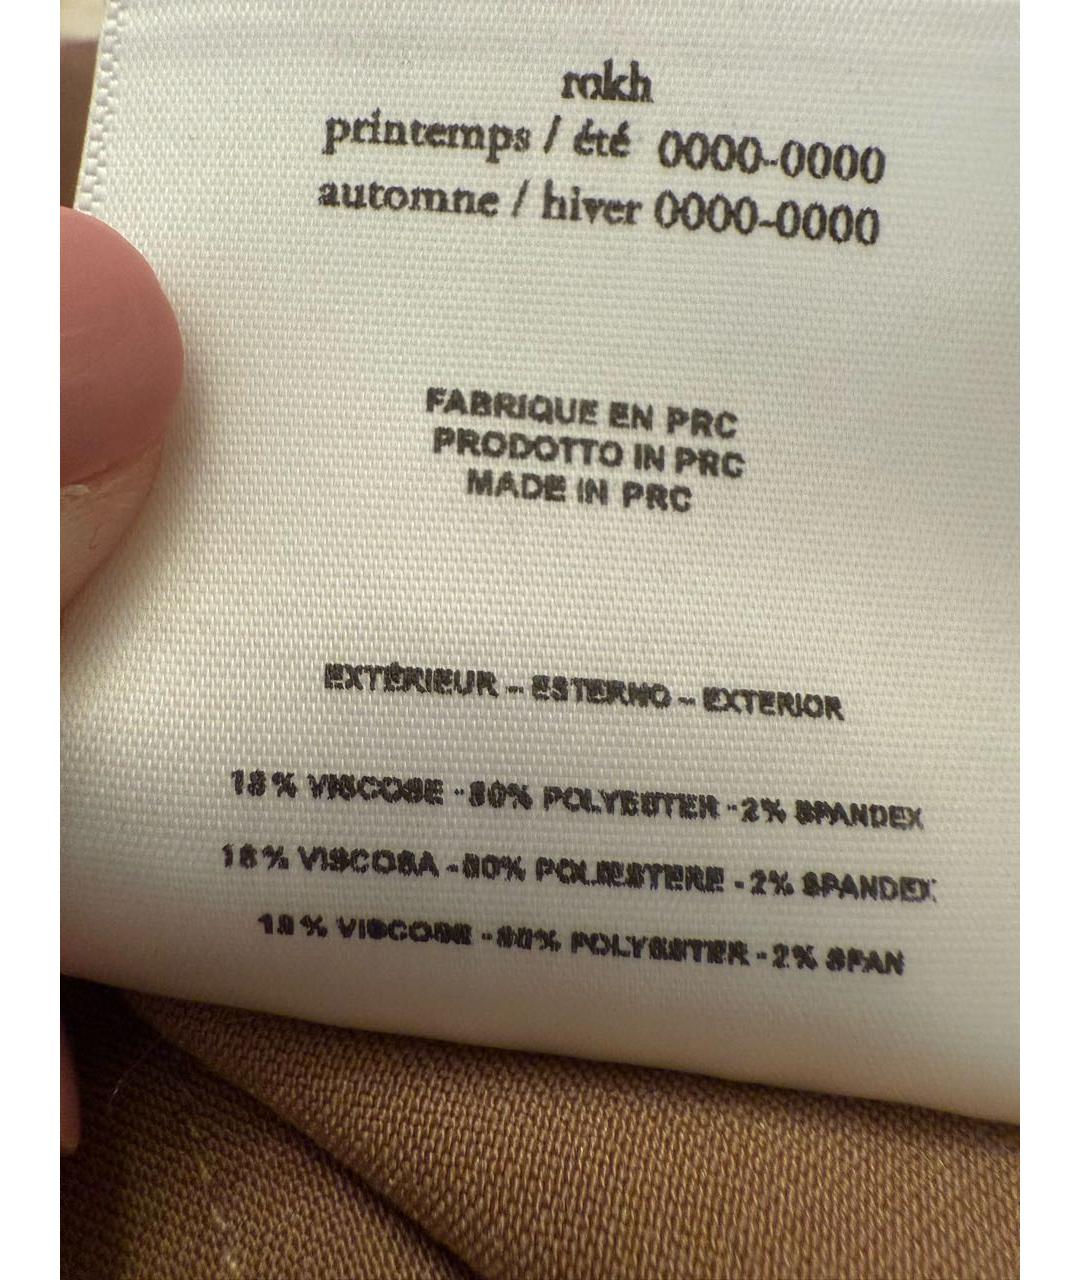 rokh
printemps / été 0000-0000
automne / hiver 0000-0000
FABRIQUE EN PRC
PRODOTTO IN PRC
MADE IN PRC
EXTÉRIEUR - ESTERNO - EXTERIOR
18% VISCOSE - 80% POLYESTER - 2% SPANDEX
18% VISCOSA - 80% POLIESTERE - 2% SPANDEX
18% VISCOSE - 80% POLYESTER - 2% SPAN